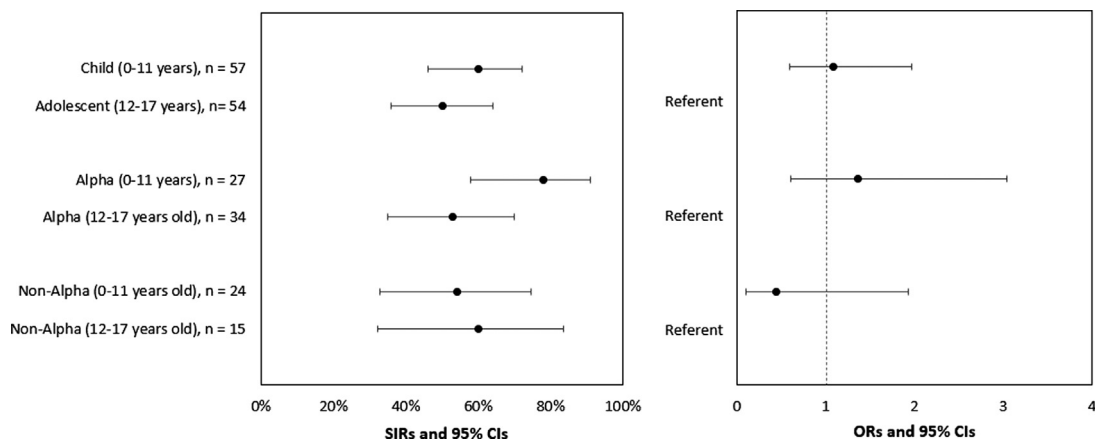 Child (0-11 years), n = 57
Adolescent (12-17 years), n= 54
Alpha (0-11 years), n = 27
Alpha (12-17 years old), n = 34
Non-Alpha (0-11 years old), n = 24
Non-Alpha (12-17 years old), n = 15
0% 20% 40% 60% 80% 100%
SIRs and 95% CIs
Referent
Referent
Referent
0 1 2 3 4
ORs and 95% CIs